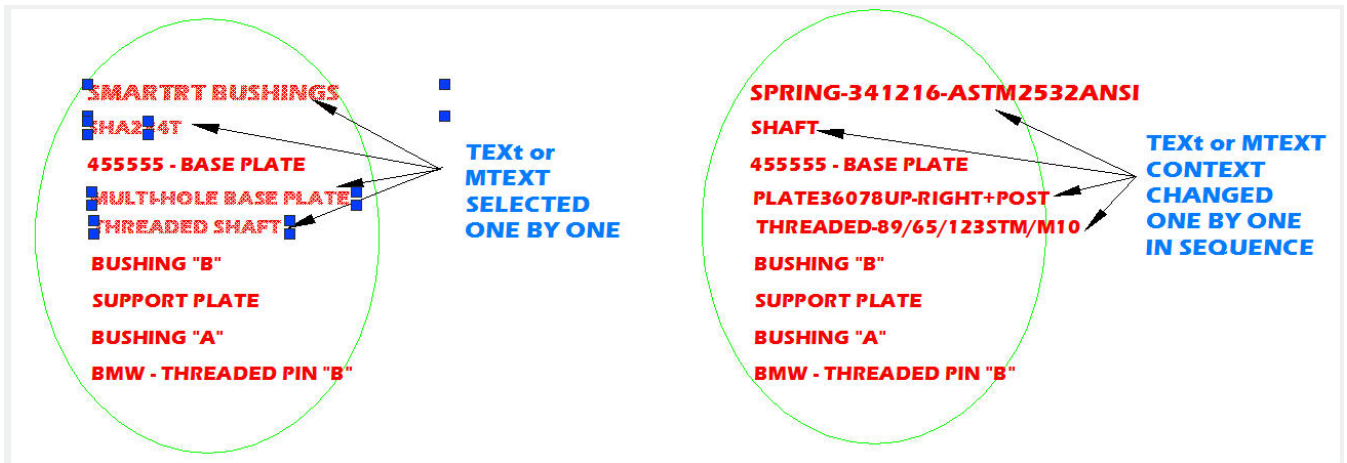 SMARTRT BUSHINGS
455555 - BASE PLATE
MULTI-HOLE BASE PLATE
THREADED SHAFT
BUSHING "B"
SUPPORT PLATE
BUSHING "A"
BMW - THREADED PIN "B"
TEXt or
MTEXT
SELECTED
ONE BY ONE
SPRING-341216-ASTM2532ANSI
SHAFT
455555 - BASE PLATE
PLATE36078UP-RIGHT+POST
THREADED-89/65/123STM/M10
BUSHING "B"
SUPPORT PLATE
BUSHING "A"
BMW - THREADED PIN "B"
TEXt or MTEXT
CONTEXT
CHANGED
ONE BY ONE
IN SEQUENCE